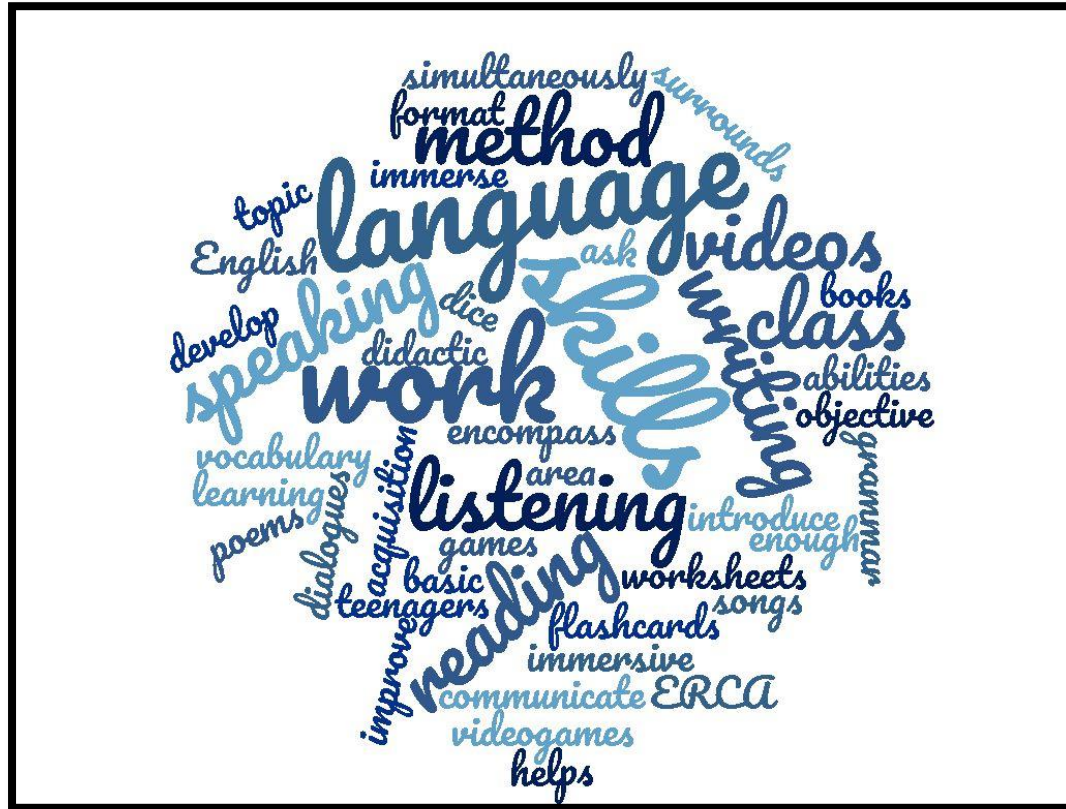 simultaneously
surrounds
format
method
immerse
language
topic
English
ask
videos
speaking
dice
skills
writing
books
class
develop
didactic
work
abilities
objective
encompass
vocabulary
area
learning
acquisition
listening
grammar
introduce
enough
poems
dialogues
games
basic
reading
worksheets
teenagers
songs
flashcards
improve
immersive
communicate
ERCA
videogames
helps